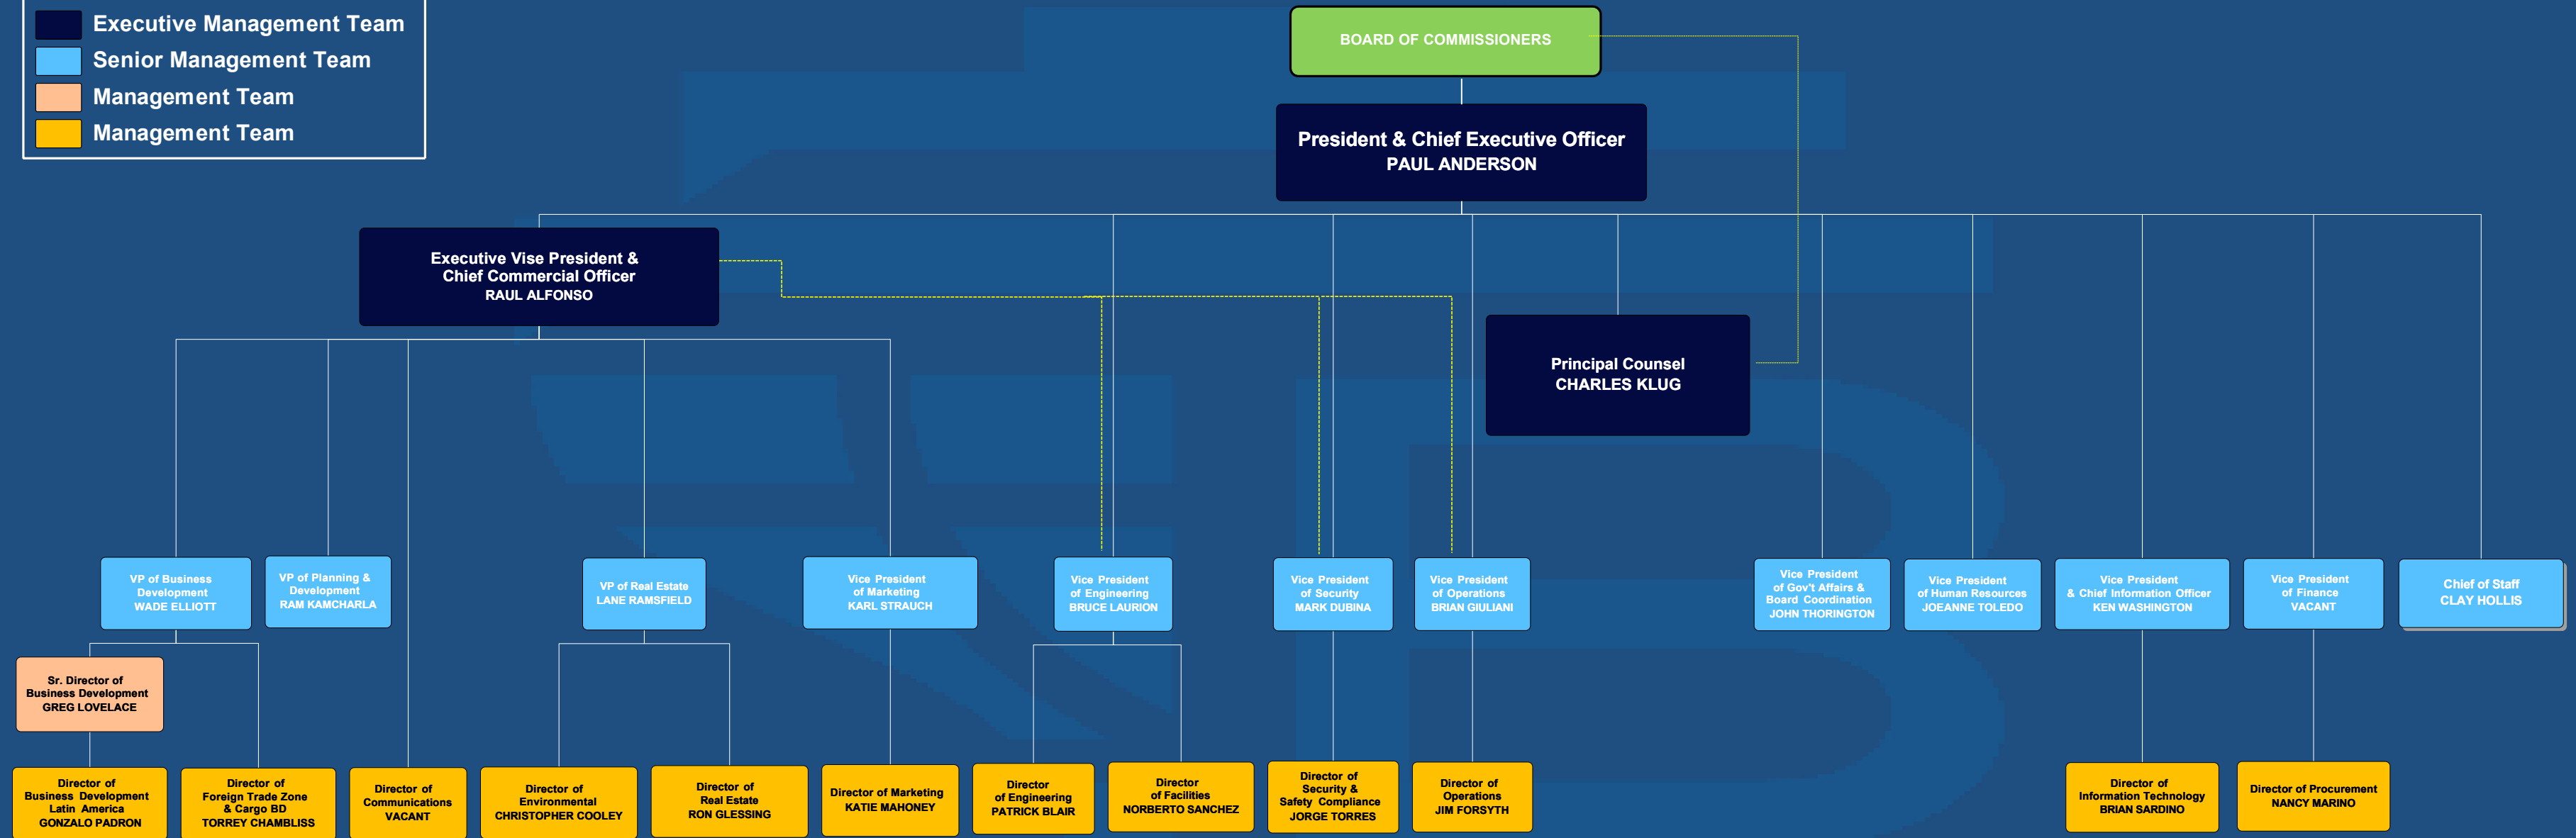 Executive Management Team
Senior Management Team
Management Team
Management Team
BOARD OF COMMISSIONERS
President & Chief Executive Officer
PAUL ANDERSON
Executive Vise President &
Chief Commercial Officer
RAUL ALFONSO
Principal Counsel
CHARLES KLUG
VP of Business
Development
WADE ELLIOTT
VP of Planning &
Development
RAM KAMCHARLA
VP of Real Estate
LANE RAMSFIELD
Vice President
of Marketing
KARL STRAUCH
Vice President
of Engineering
BRUCE LAURION
Vice President
of Security
MARK DUBINA
Vice President
of Operations
BRIAN GIULIANI
Vice President
of Gov't Affairs &
Board Coordination
JOHN THORINGTON
Vice President
of Human Resources
JOEANNE TOLEDO
Vice President
& Chief Information Officer
KEN WASHINGTON
Vice President
of Finance
VACANT
Chief of Staff
CLAY HOLLIS
Sr. Director of
Business Development
GREG LOVELACE
Director of
Business Development
Latin America
GONZALO PADRON
Director of
Foreign Trade Zone
& Cargo BD
TORREY CHAMBLISS
Director of
Communications
VACANT
Director of
Environmental
CHRISTOPHER COOLEY
Director of
Real Estate
RON GLESSING
Director of Marketing
KATIE MAHONEY
Director
of Engineering
PATRICK BLAIR
Director
of Facilities
NORBERTO SANCHEZ
Director of
Security &
Safety Compliance
JORGE TORRES
Director of
Operations
JIM FORSYTH
Director of
Information Technology
BRIAN SARDINO
Director of Procurement
NANCY MARINO